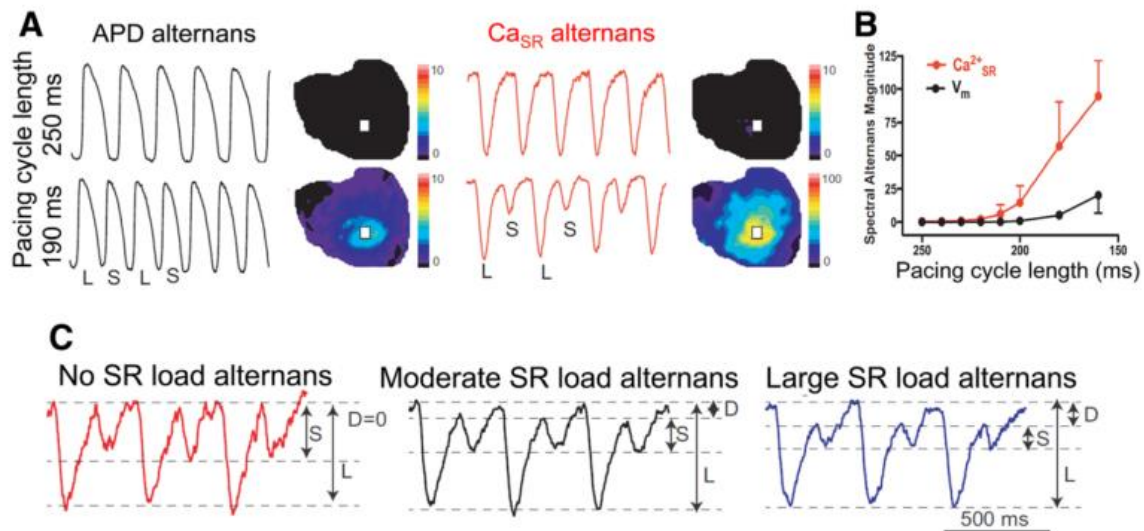 A
APD alternans
CaSR alternans
Pacing cycle length
250 ms
190 ms
10
0
10
0
10
0
100
0
L S L S
S S
L L
B
Ca2+SR
Vm
Spectral Alternans Magnitude
125
100
75
50
25
0
250 200 150
Pacing cycle length (ms)
C
No SR load alternans
D=0
S
L
Moderate SR load alternans
D
S
L
Large SR load alternans
D
S
L
500 ms